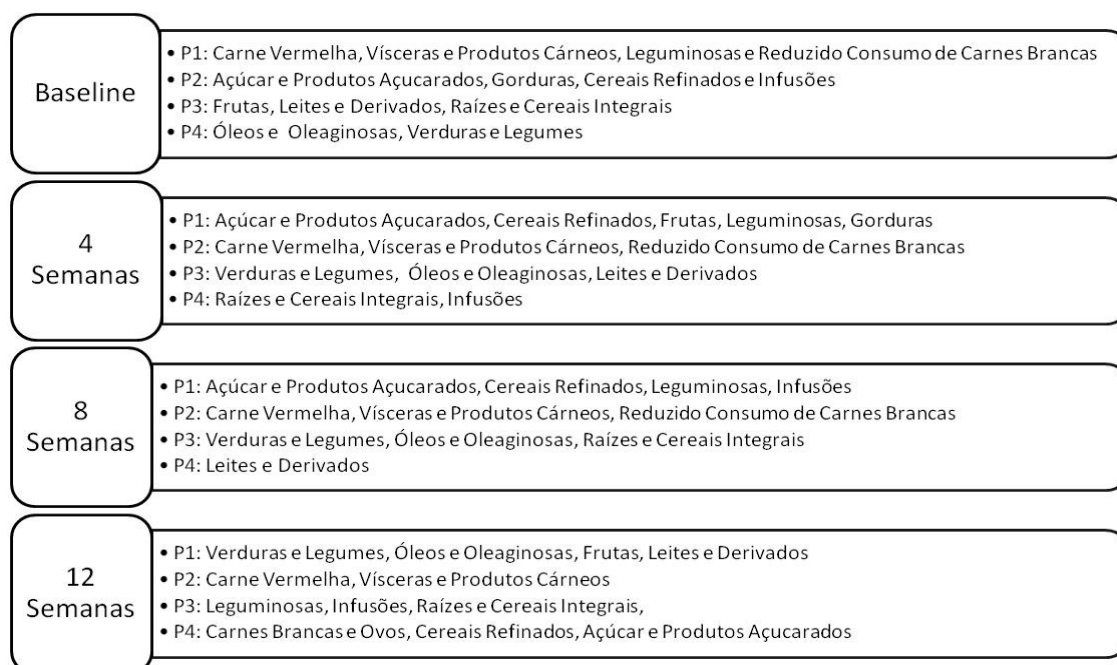 Baseline
• P1: Carne Vermelha, Vísceras e Produtos Cárneos, Leguminosas e Reduzido Consumo de Carnes Brancas
• P2: Açúcar e Produtos Açucarados, Gorduras, Cereais Refinados e Infusões
• P3: Frutas, Leites e Derivados, Raízes e Cereais Integrais
• P4: Óleos e Oleaginosas, Verduras e Legumes
4
Semanas
• P1: Açúcar e Produtos Açucarados, Cereais Refinados, Frutas, Leguminosas, Gorduras
• P2: Carne Vermelha, Vísceras e Produtos Cárneos, Reduzido Consumo de Carnes Brancas
• P3: Verduras e Legumes, Óleos e Oleaginosas, Leites e Derivados
• P4: Raízes e Cereais Integrais, Infusões
8
Semanas
• P1: Açúcar e Produtos Açucarados, Cereais Refinados, Leguminosas, Infusões
• P2: Carne Vermelha, Vísceras e Produtos Cárneos, Reduzido Consumo de Carnes Brancas
• P3: Verduras e Legumes, Óleos e Oleaginosas, Raízes e Cereais Integrais
• P4: Leites e Derivados
12
Semanas
• P1: Verduras e Legumes, Óleos e Oleaginosas, Frutas, Leites e Derivados
• P2: Carne Vermelha, Vísceras e Produtos Cárneos
• P3: Leguminosas, Infusões, Raízes e Cereais Integrais,
• P4: Carnes Brancas e Ovos, Cereais Refinados, Açúcar e Produtos Açucarados